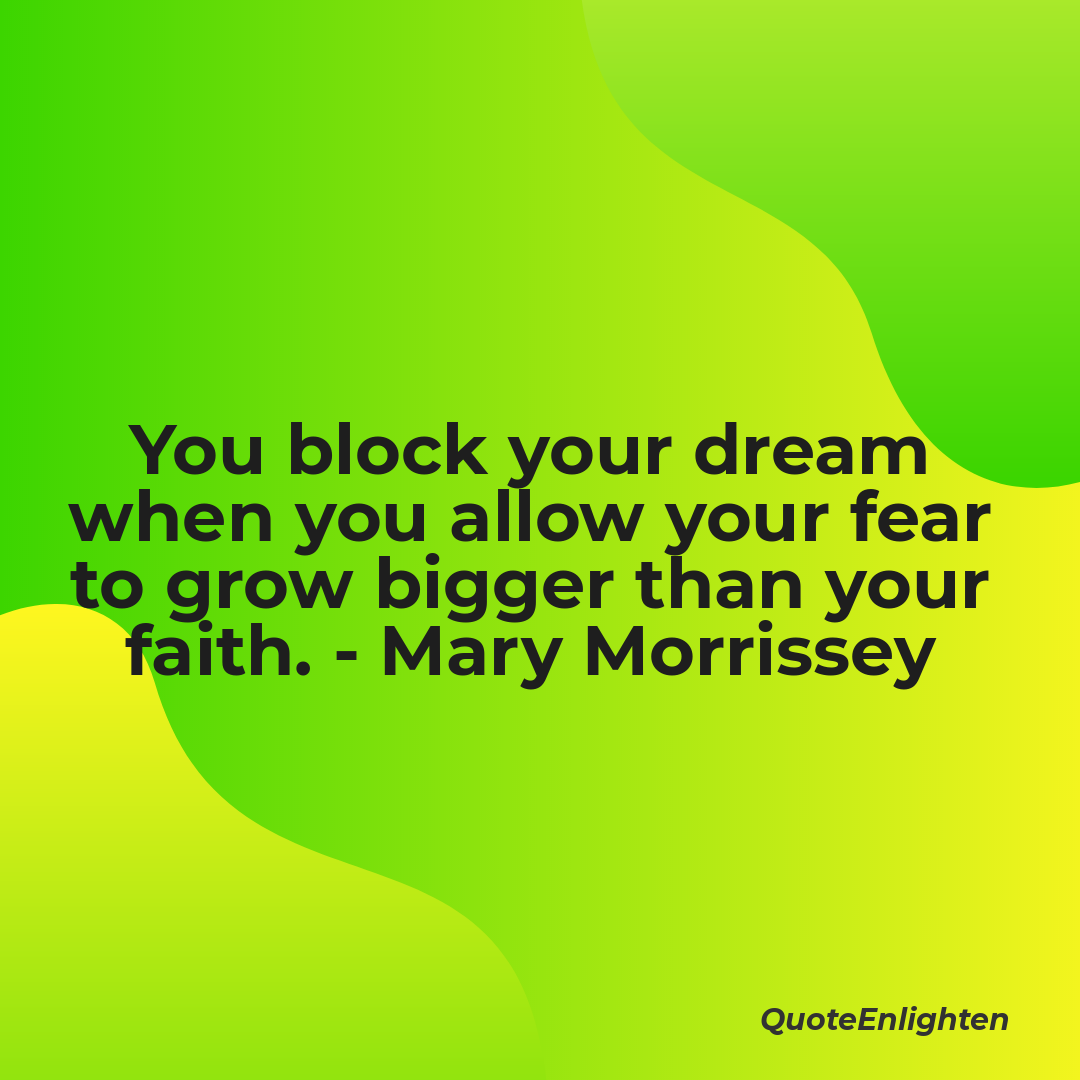 You block your dream
when you allow your fear
to grow bigger than your
faith. - Mary Morrissey
QuoteEnlighten